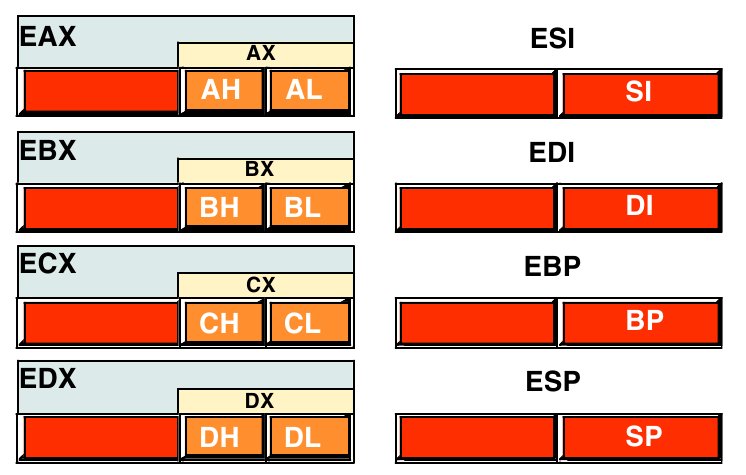 EAX
AX
AH AL
EBX
BX
BH BL
ECX
CX
CH CL
EDX
DX
DH DL
ESI
SI
EDI
DI
EBP
BP
ESP
SP